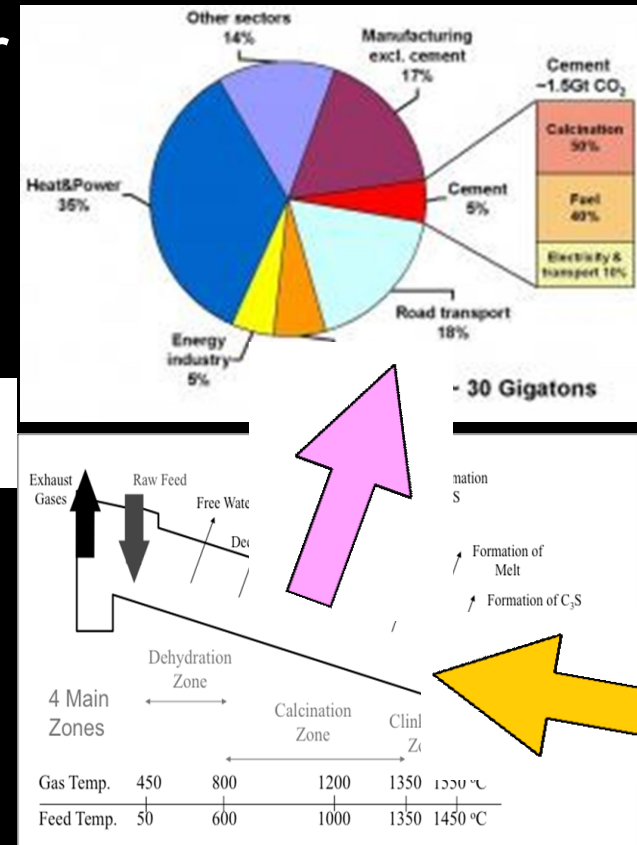 Other sectors
14%
Manufacturing
excl. cement
17%
Cement
~1.5Gt CO₂
Calcination
50%
Heat&Power
35%
Cement
5%
Fuel
40%
Electricity &
transport 10%
Road transport
18%
Energy
industry
5%
30 Gigatons
Exhaust
Gases
Raw Feed
Free
Formation of
Melt
Formation of C₃S
Dehydration
Zone
4 Main
Zones
Calcination
Zone
Gas Temp. 450 800 1200 1350 °C
Feed Temp. 50 600 1000 1350 1450 °C